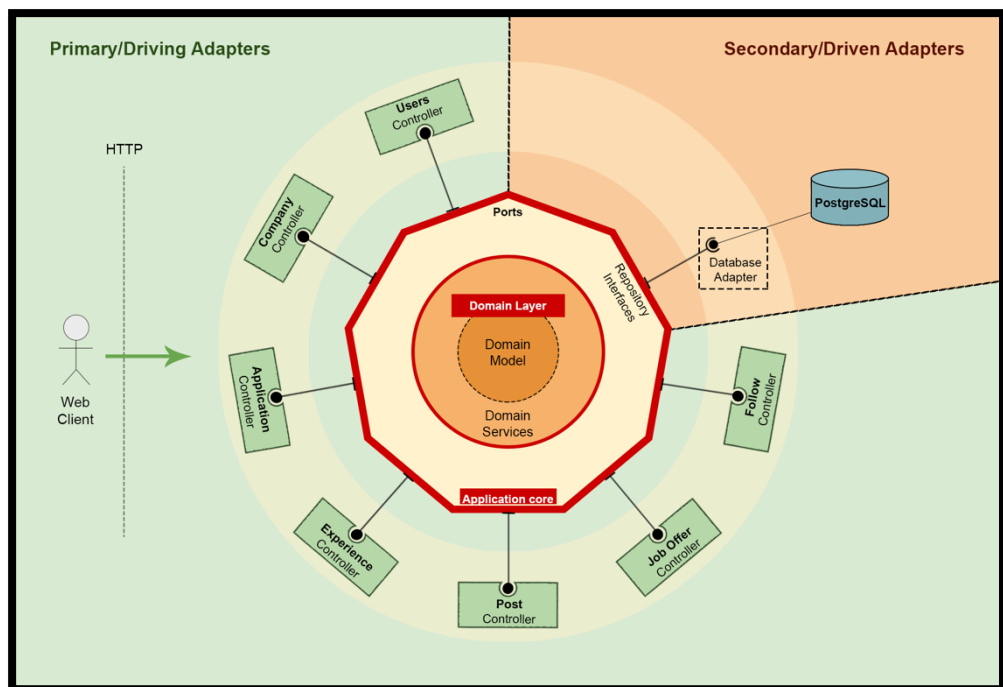 Primary/Driving Adapters
Secondary/Driven Adapters
Users
Controller
HTTP
Company
Controller
Ports
PostgreSQL
Repository
Interfaces
Database
Adapter
Domain Layer
Domain
Model
Web
Client
Application
Controller
Follow
Controller
Domain
Services
Application core
Experience
Controller
Job Offer
Controller
Post
Controller